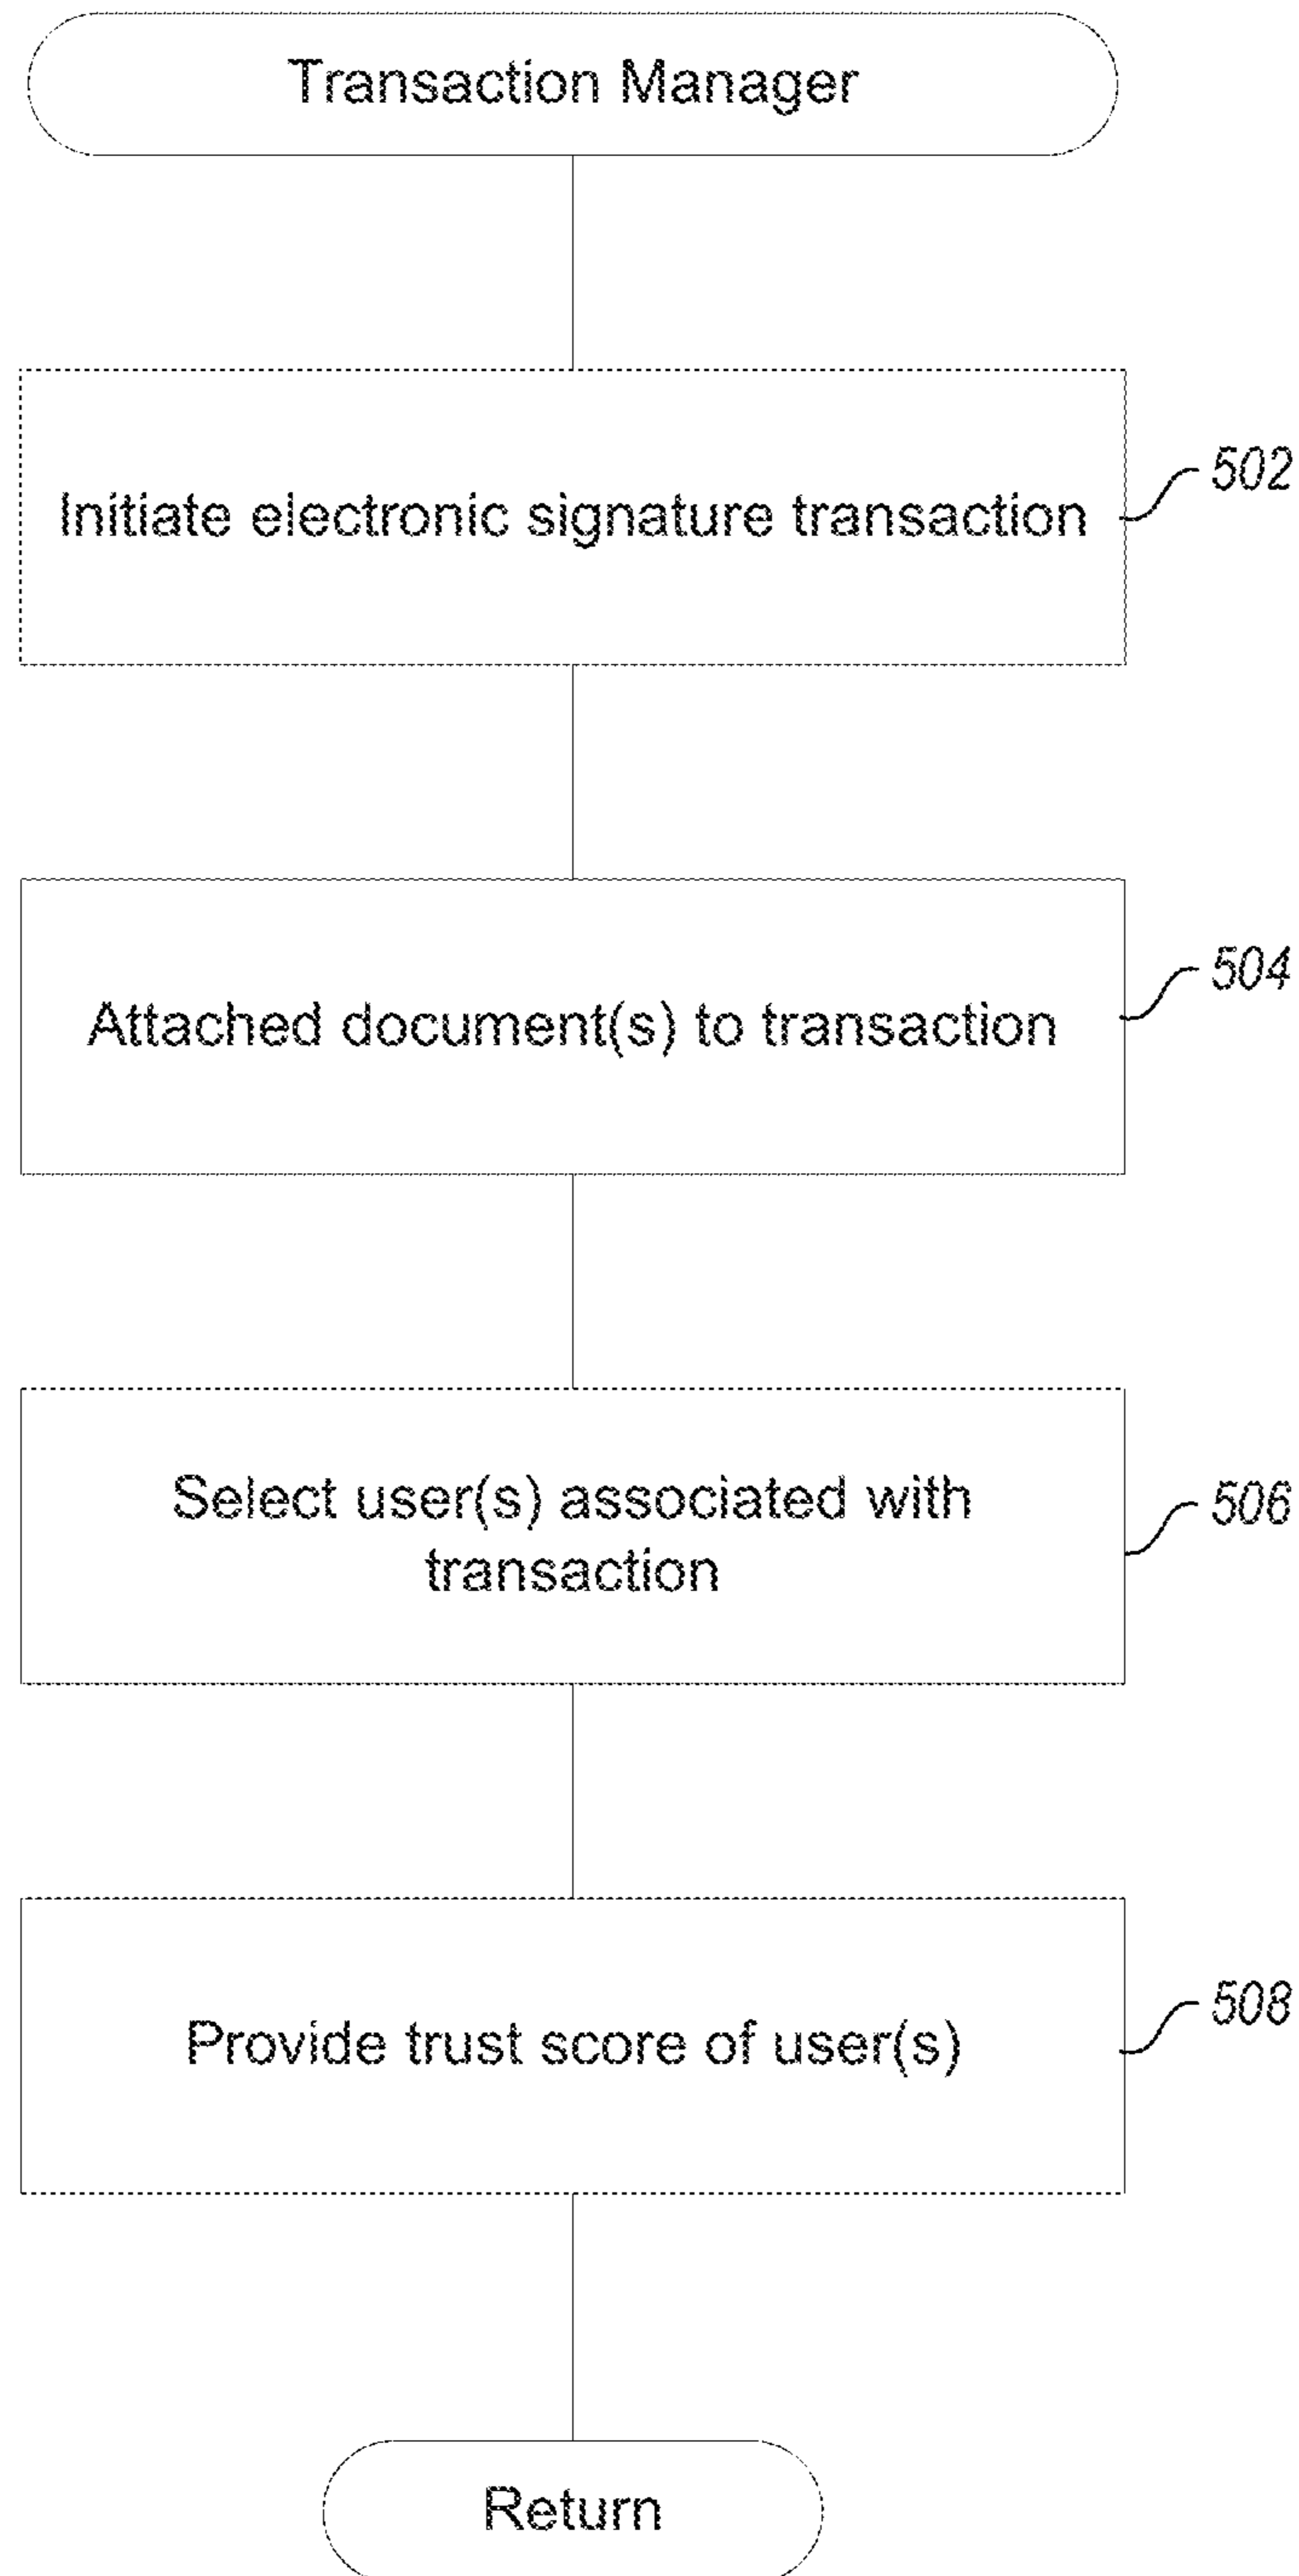 Transaction Manager
Initiate electronic signature transaction
502
Attached document(s) to transaction
504
Select user(s) associated with
transaction
506
Provide trust score of user(s)
508
Return